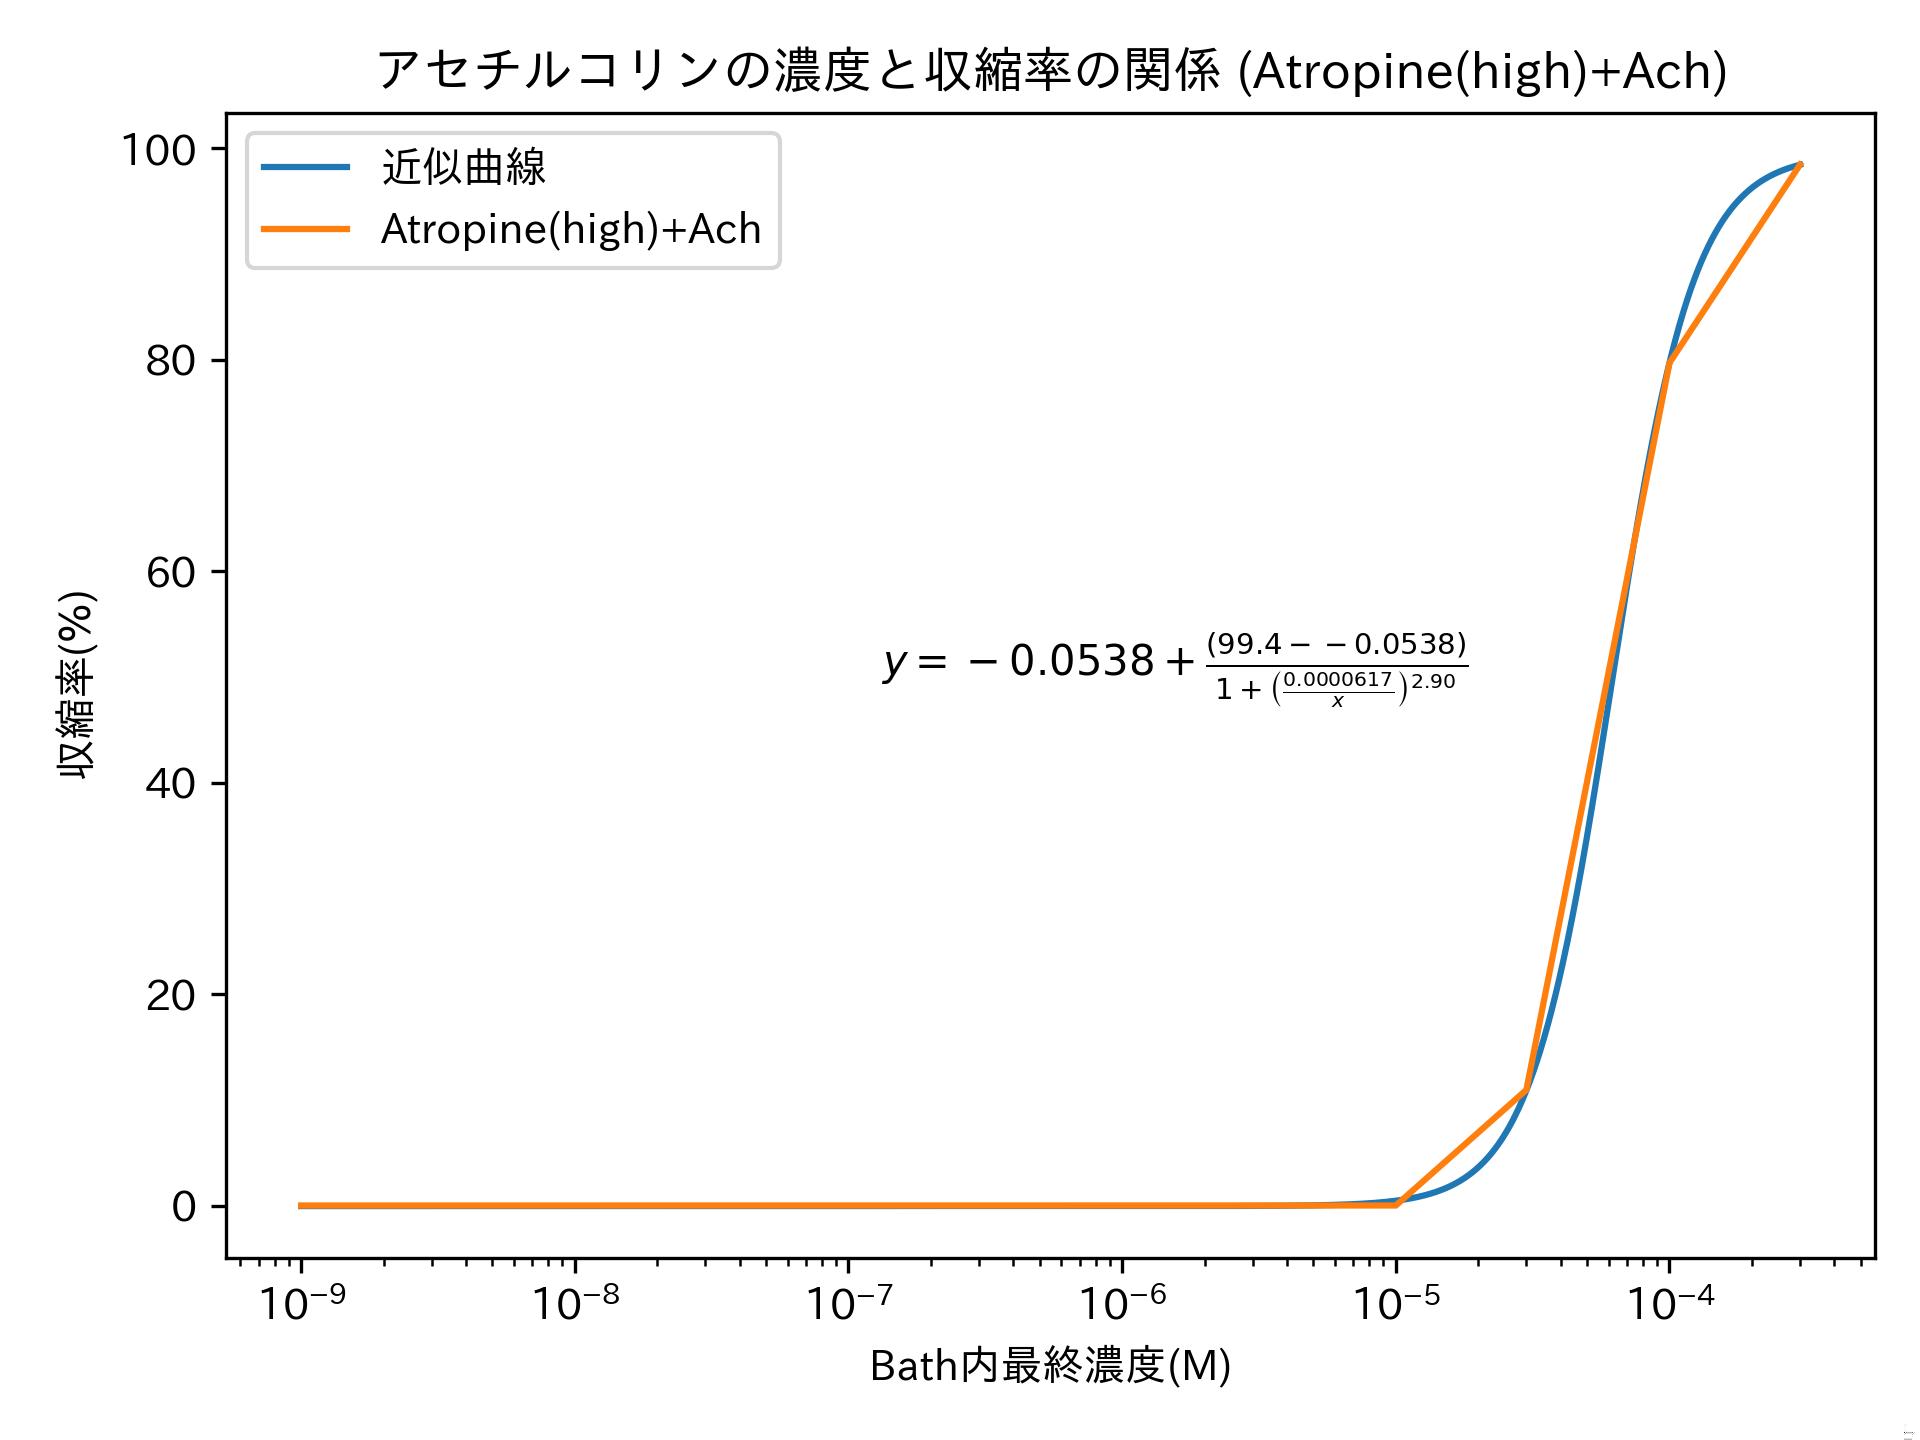 アセチルコリンの濃度と収縮率の関係 (Atropine(high)+Ach)
近似曲線
Atropine(high)+Ach
収縮率(%)
100
80
60
40
20
0
y = −0.0538 + (99.4 − −0.0538) / (1 + (0.0000617 / x)^2.90)
10⁻⁹ 10⁻⁸ 10⁻⁷ 10⁻⁶ 10⁻⁵ 10⁻⁴
Bath内最終濃度(M)